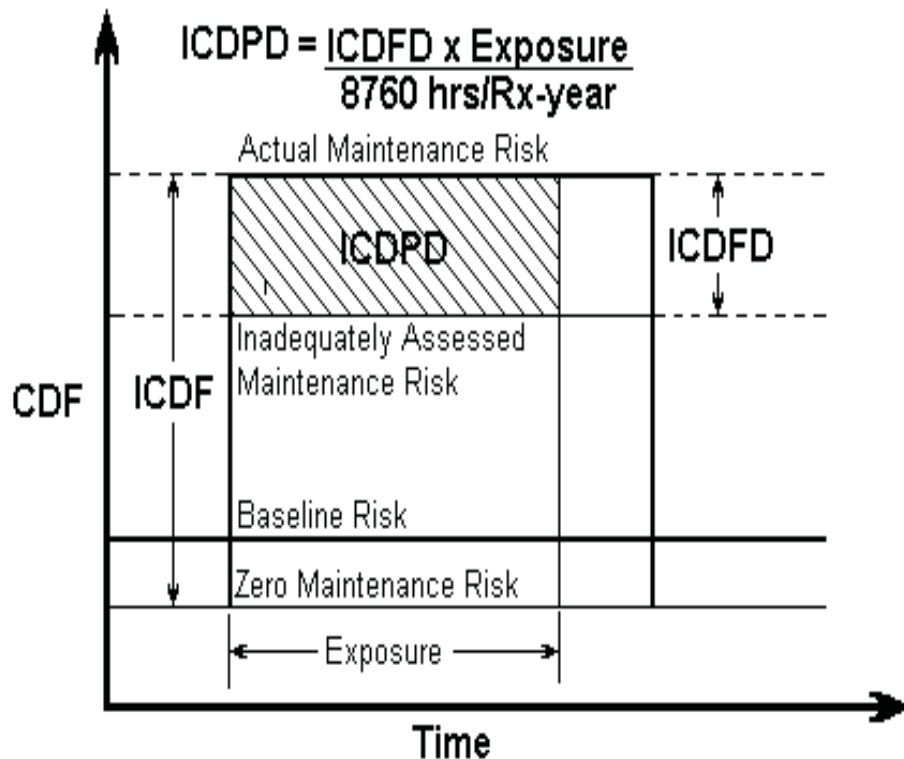 ICDPD = ICDFD x Exposure
8760 hrs/Rx-year
Actual Maintenance Risk
ICDPD
ICDFD
Inadequately Assessed
Maintenance Risk
CDF
ICDF
Baseline Risk
Zero Maintenance Risk
Exposure
Time